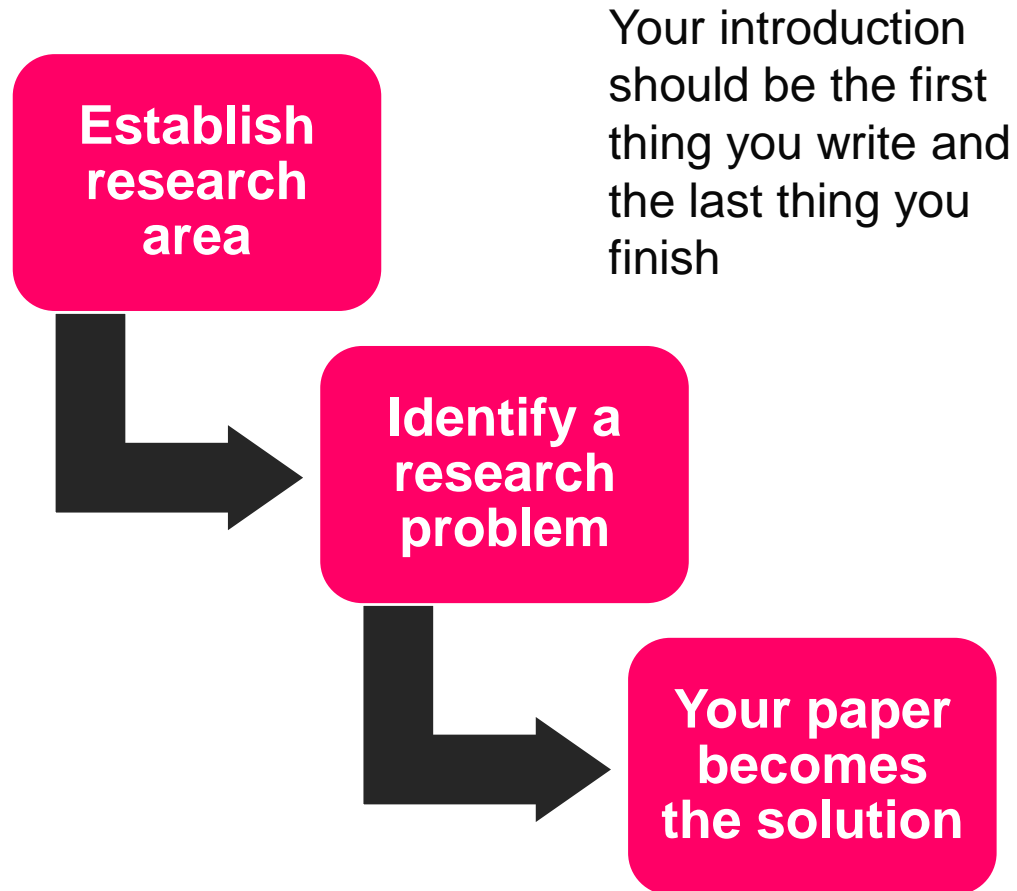 Your introduction
should be the first
thing you write and
the last thing you
finish
Establish
research
area
Identify a
research
problem
Your paper
becomes
the solution